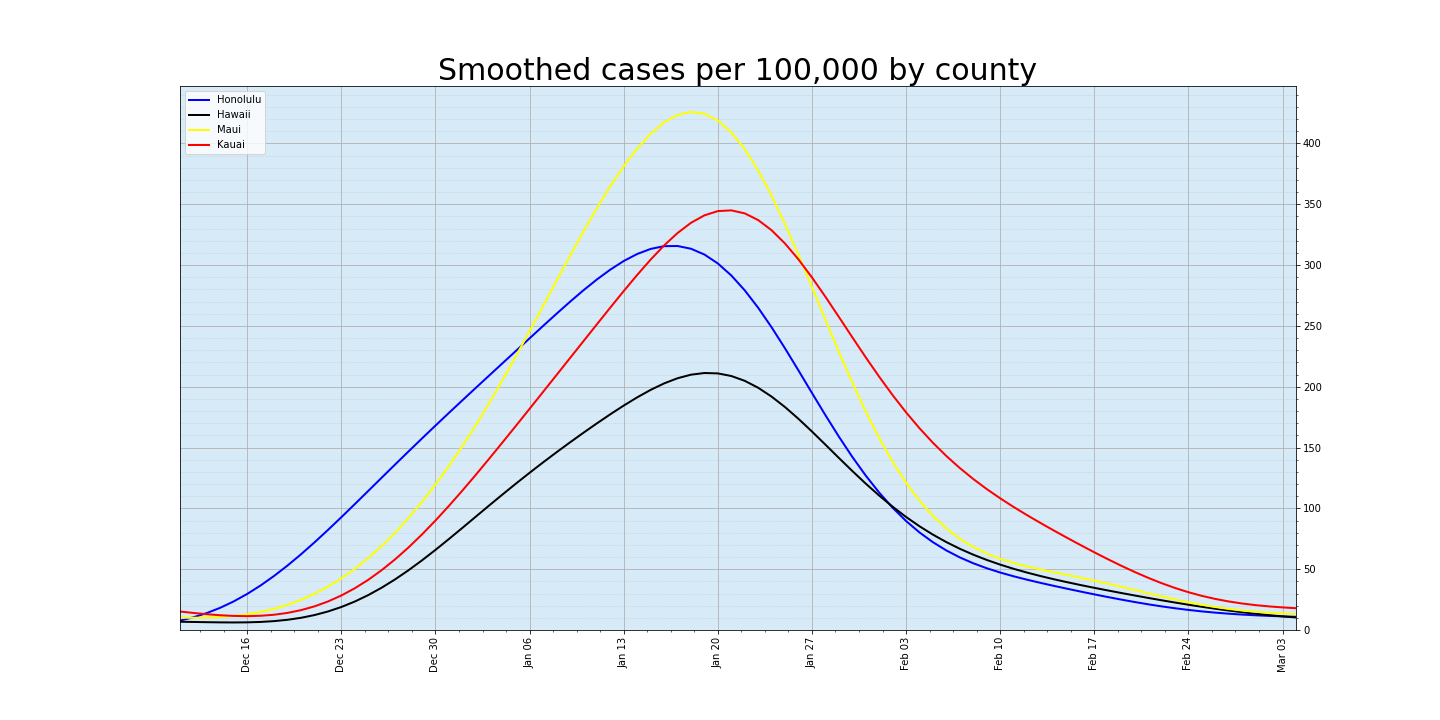 Smoothed cases per 100,000 by county
Honolulu
Hawaii
Maui
Kauai
400
350
300
250
200
150
100
50
0
Dec 16
Dec 23
Dec 30
Jan 06
Jan 13
Jan 20
Jan 27
Feb 03
Feb 10
Feb 17
Feb 24
Mar 03